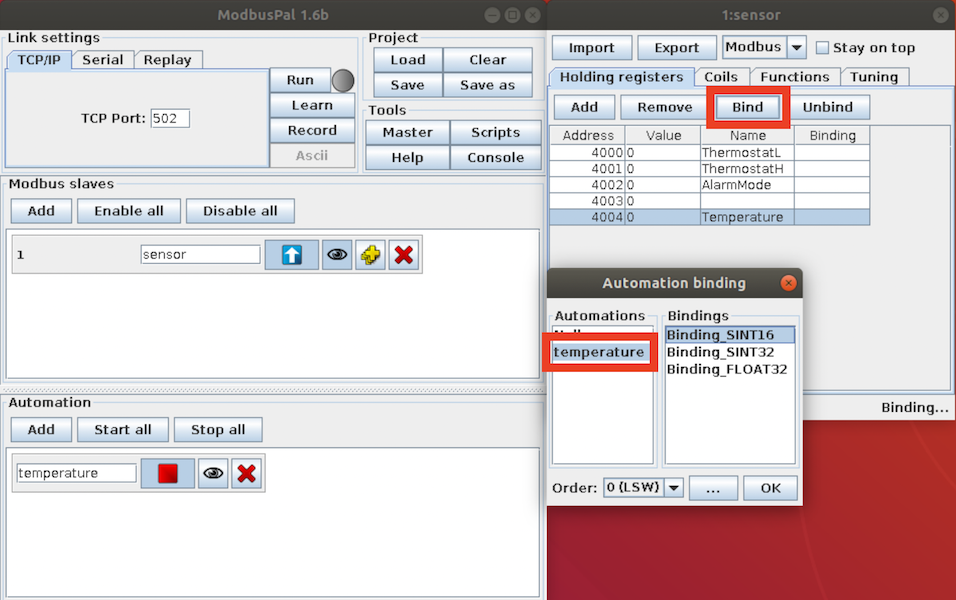 ModbusPal 1.6b
Link settings
TCP/IP Serial Replay
TCP Port: 502
Run
Learn
Record
Ascii
Project
Load Clear
Save Save as
Tools
Master Scripts
Help Console
Modbus slaves
Add Enable all Disable all
1 sensor
Automation
Add Start all Stop all
temperature
1:sensor
Import Export Modbus Stay on top
Holding registers Coils Functions Tuning
Add Remove Bind Unbind
Address Value Name Binding
4000 0 ThermostatL
4001 0 ThermostatH
4002 0 AlarmMode
4003 0
4004 0 Temperature
Binding...
Automation binding
Automations
temperature
Bindings
Binding_SINT16
Binding_SINT32
Binding_FLOAT32
Order: 0 (LSW) ... OK